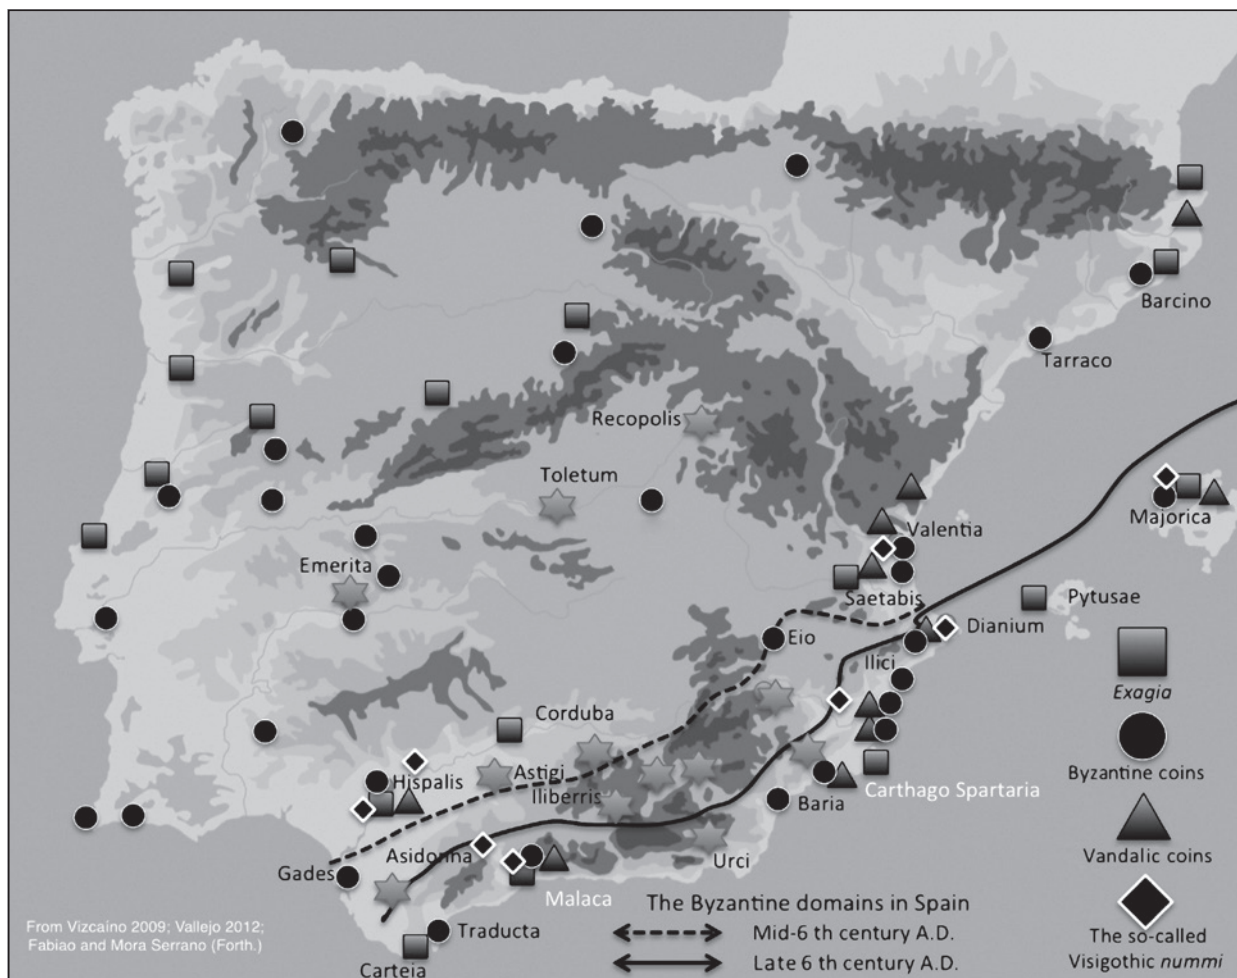 Barcino
Tarraco
Recopolis
Toletum
Majorica
Valentia
Emerita
Saetabis
Pytusae
Dianium
Eio
Ilici
Exagia
Corduba
Byzantine coins
Hispalis
Astigi
Iliberris
Baria
Carthago Spartaria
Vandalic coins
Asidonna
Urci
Gades
Malaca
The Byzantine domains in Spain
Mid-6 th century A.D.
Late 6 th century A.D.
The so-called
Visigothic nummi
From Vizcaíno 2009; Vallejo 2012;
Fabiao and Mora Serrano (Forth.)
Traducta
Carteia